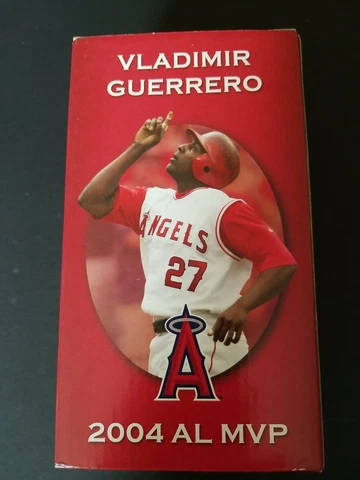 VLADIMIR
GUERRERO
ANGELS
27
A
2004 AL MVP